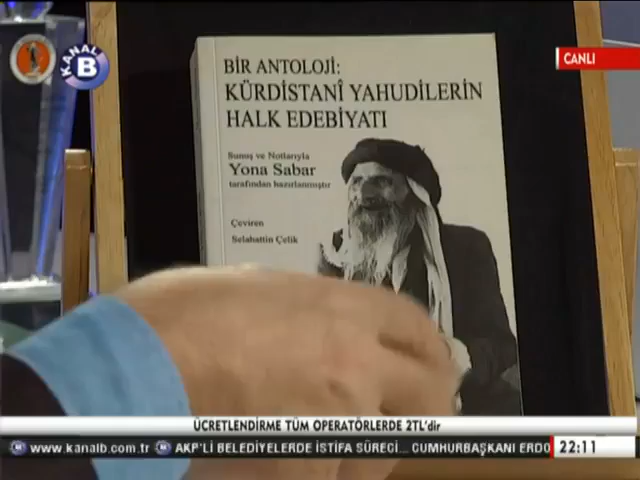 KANAL
B
CANLI
BİR ANTOLOJİ:
KÜRDİSTANÎ YAHUDİLERİN
HALK EDEBİYATI
Sunuş ve Notlarıyla
Yona Sabar
tarafından hazırlanmıştır
Çeviren
Selahattin Çelik
ÜCRETLENDİRME TÜM OPERATÖRLERDE 2TL'dir
B www.kanalb.com.tr B AKP'Lİ BELEDİYELERDE İSTİFA SÜRECİ... CUMHURBAŞKANI ERDO 22:11